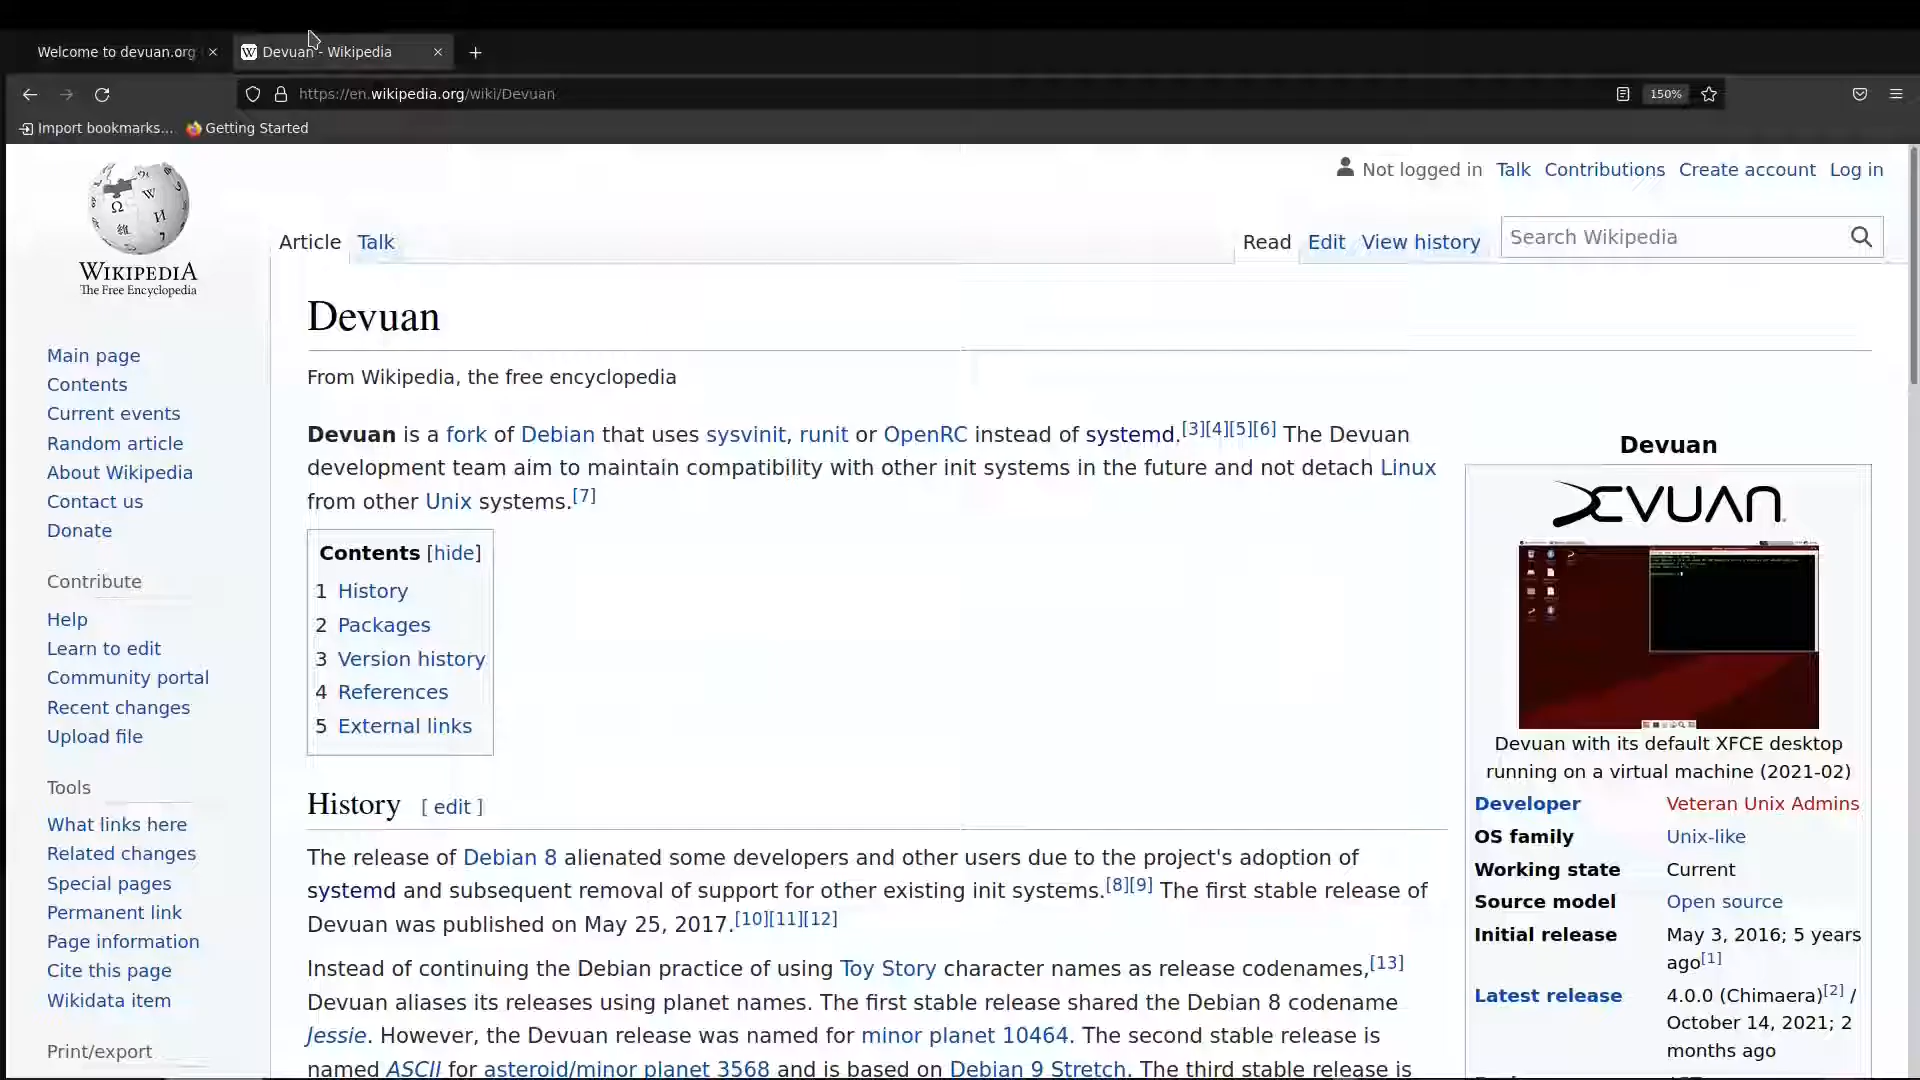 Welcome to devuan.org
Devuan - Wikipedia
https://en.wikipedia.org/wiki/Devuan
150%
Import bookmarks...
Getting Started
WIKIPEDIA
The Free Encyclopedia
Not logged in Talk Contributions Create account Log in
Article Talk
Read Edit View history
Search Wikipedia
Main page
Contents
Current events
Random article
About Wikipedia
Contact us
Donate
Contribute
Help
Learn to edit
Community portal
Recent changes
Upload file
Tools
What links here
Related changes
Special pages
Permanent link
Page information
Cite this page
Wikidata item
Print/export
Devuan
From Wikipedia, the free encyclopedia
Devuan is a fork of Debian that uses sysvinit, runit or OpenRC instead of systemd.[3][4][5][6] The Devuan
development team aim to maintain compatibility with other init systems in the future and not detach Linux
from other Unix systems.[7]
Contents [hide]
1 History
2 Packages
3 Version history
4 References
5 External links
History [ edit ]
The release of Debian 8 alienated some developers and other users due to the project's adoption of
systemd and subsequent removal of support for other existing init systems.[8][9] The first stable release of
Devuan was published on May 25, 2017.[10][11][12]
Instead of continuing the Debian practice of using Toy Story character names as release codenames,[13]
Devuan aliases its releases using planet names. The first stable release shared the Debian 8 codename
Jessie. However, the Devuan release was named for minor planet 10464. The second stable release is
named ASCII for asteroid/minor planet 3568 and is based on Debian 9 Stretch. The third stable release is
Devuan
DEVUAN
Devuan with its default XFCE desktop
running on a virtual machine (2021-02)
Developer Veteran Unix Admins
OS family Unix-like
Working state Current
Source model Open source
Initial release May 3, 2016; 5 years
ago[1]
Latest release 4.0.0 (Chimaera)[2] /
October 14, 2021; 2
months ago